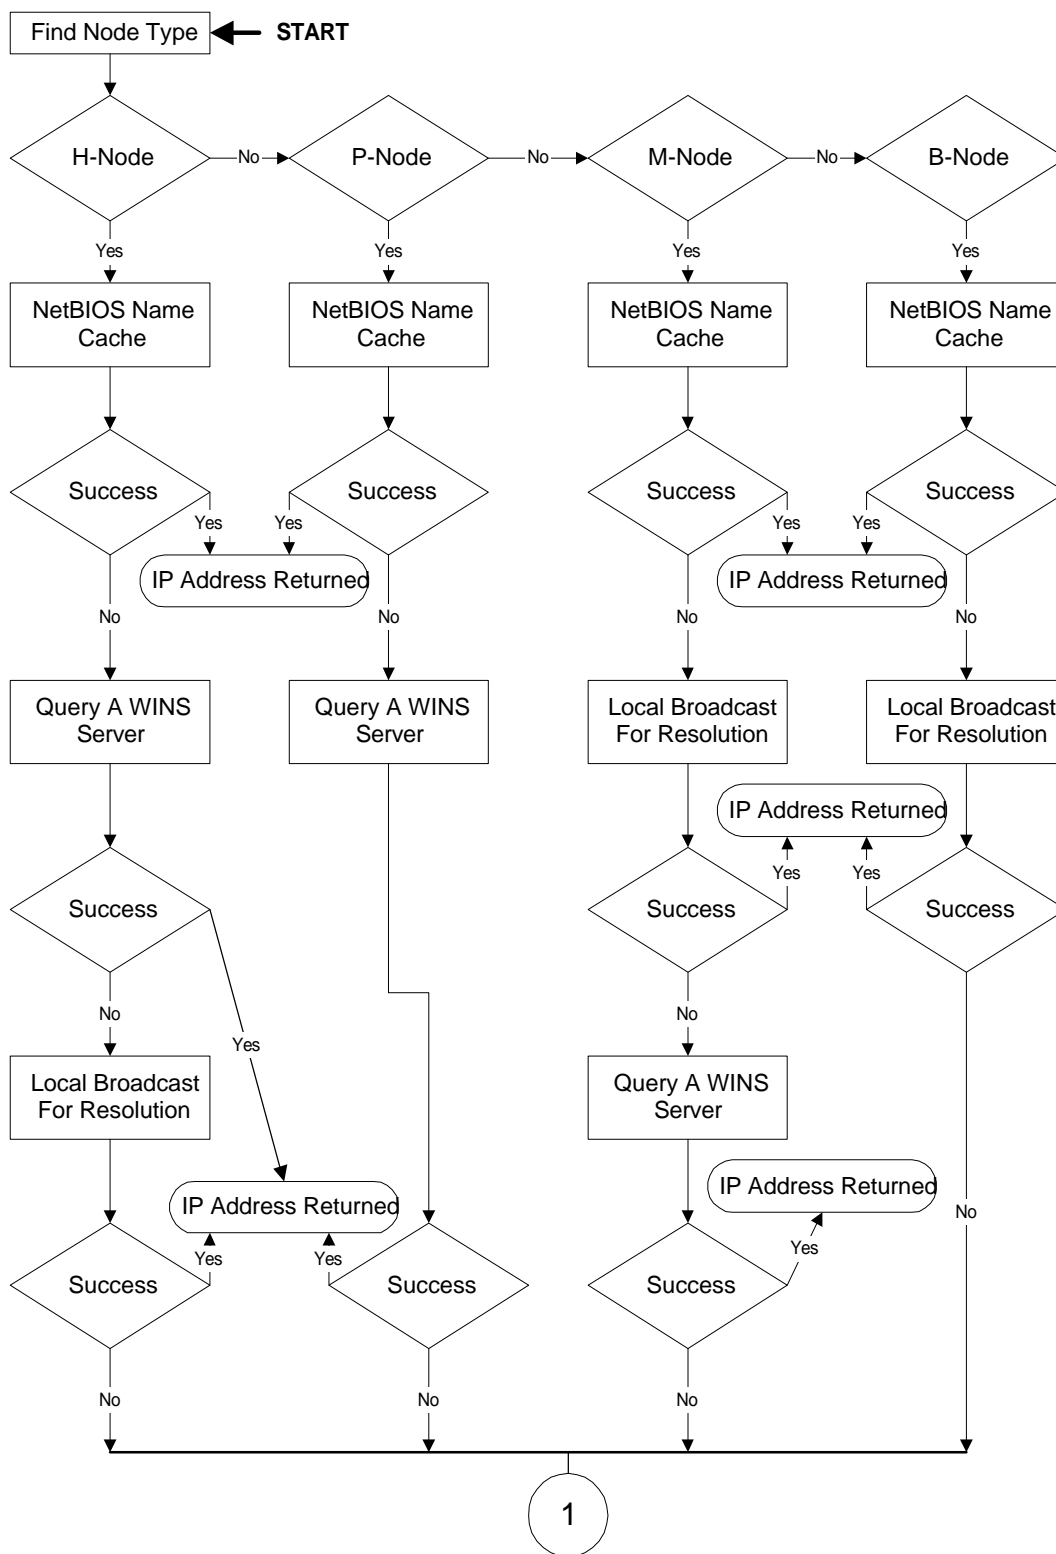 Find Node Type
START
H-Node
No
P-Node
No
M-Node
No
B-Node
Yes
Yes
Yes
Yes
NetBIOS Name
Cache
NetBIOS Name
Cache
NetBIOS Name
Cache
NetBIOS Name
Cache
Success
Success
Success
Success
Yes
Yes
Yes
Yes
IP Address Returned
IP Address Returned
No
No
No
No
Query A WINS
Server
Query A WINS
Server
Local Broadcast
For Resolution
Local Broadcast
For Resolution
IP Address Returned
Yes
Yes
Success
Success
Success
No
No
Yes
Local Broadcast
For Resolution
Query A WINS
Server
IP Address Returned
IP Address Returned
No
Yes
Yes
Yes
Success
Success
Success
No
No
No
1